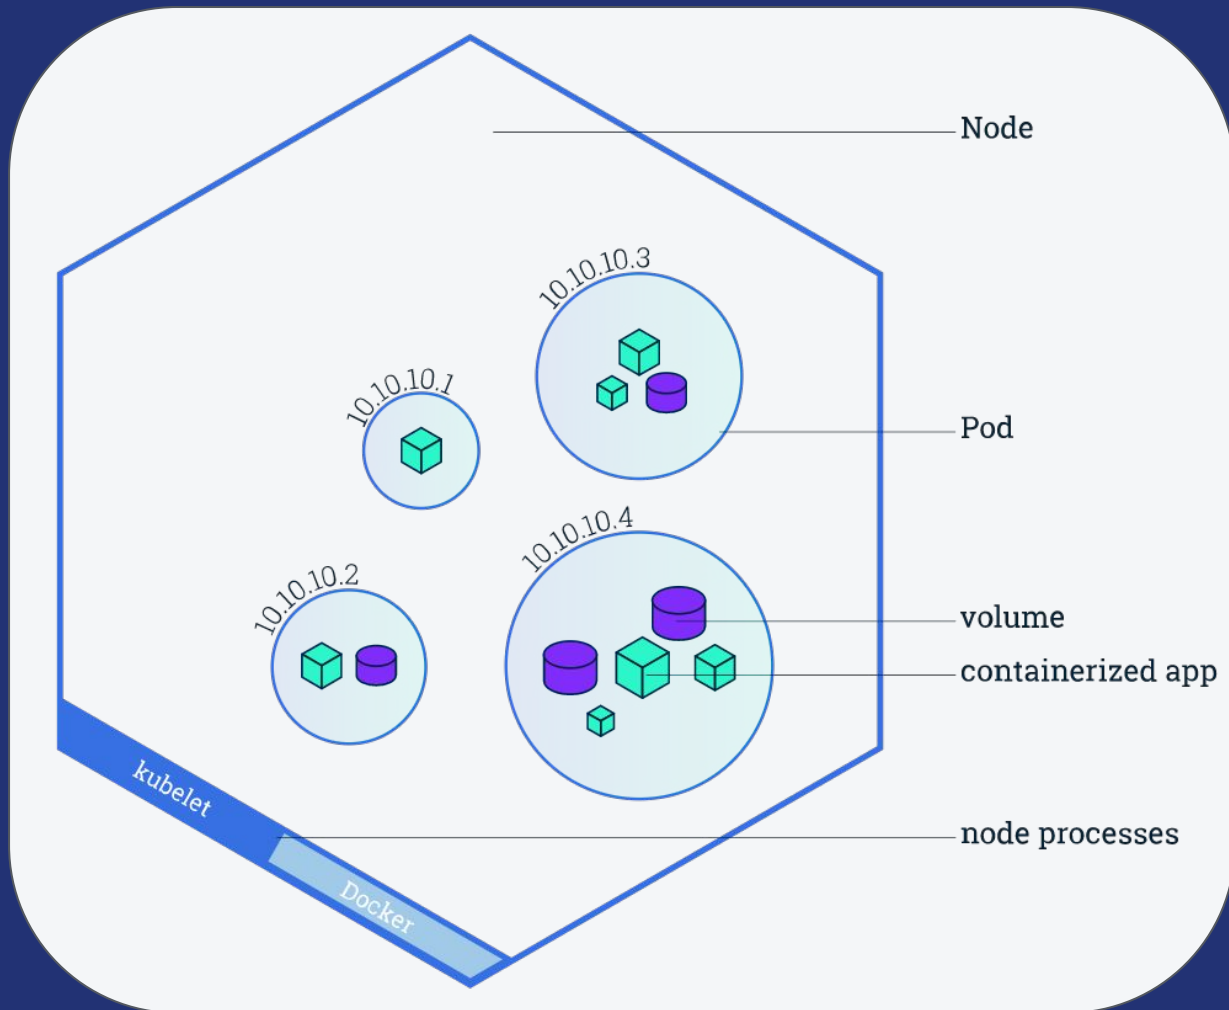 Node
10.10.10.3
10.10.10.1
Pod
10.10.10.4
10.10.10.2
volume
containerized app
kubelet
node processes
Docker